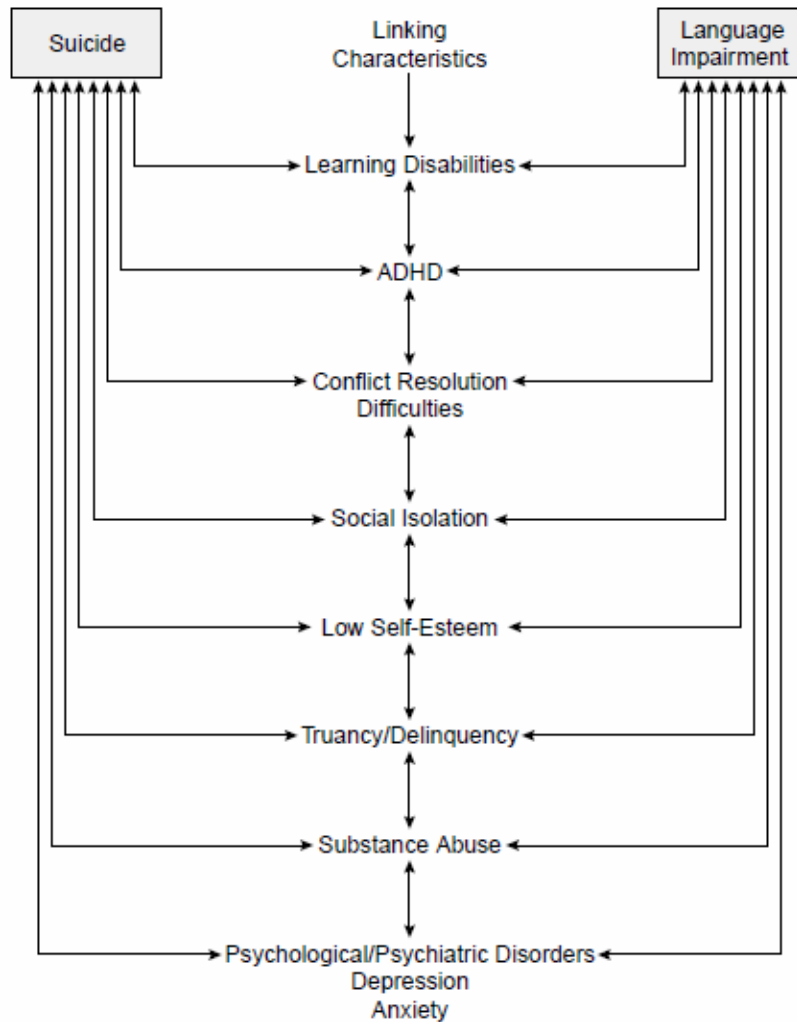 Suicide
Linking
Characteristics
Language
Impairment
Learning Disabilities
ADHD
Conflict Resolution
Difficulties
Social Isolation
Low Self-Esteem
Truancy/Delinquency
Substance Abuse
Psychological/Psychiatric Disorders
Depression
Anxiety